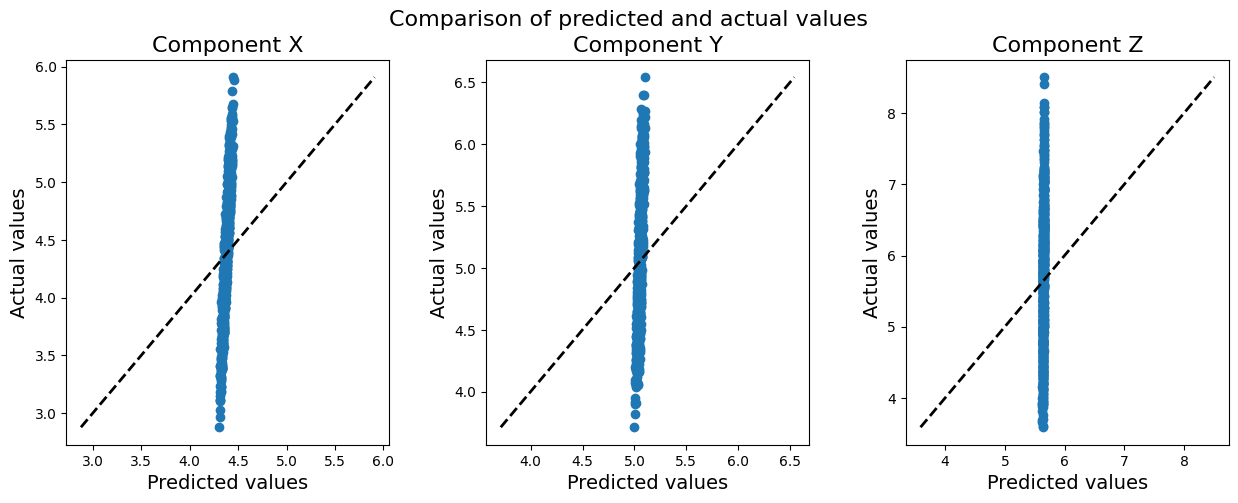 Comparison of predicted and actual values
Component X
Component Y
Component Z
Actual values
6.0
5.5
5.0
4.5
4.0
3.5
3.0
3.0 3.5 4.0 4.5 5.0 5.5 6.0
Predicted values
Actual values
6.5
6.0
5.5
5.0
4.5
4.0
4.0 4.5 5.0 5.5 6.0 6.5
Predicted values
Actual values
8
7
6
5
4
4 5 6 7 8
Predicted values